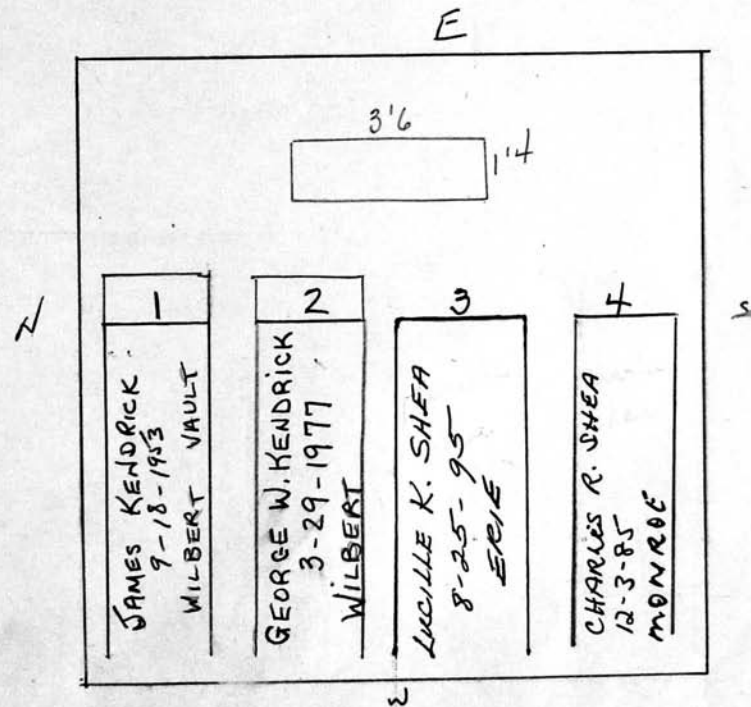 E
3'6
1'4
N
1
JAMES KENDRICK
9-18-1953
WILBERT VAULT
2
GEORGE W. KENDRICK
3-29-1977
WILBERT
3
LUCILLE K. SHEA
8-25-95
ERIE
4
CHARLES R. SHEA
12-3-85
MONROE
S